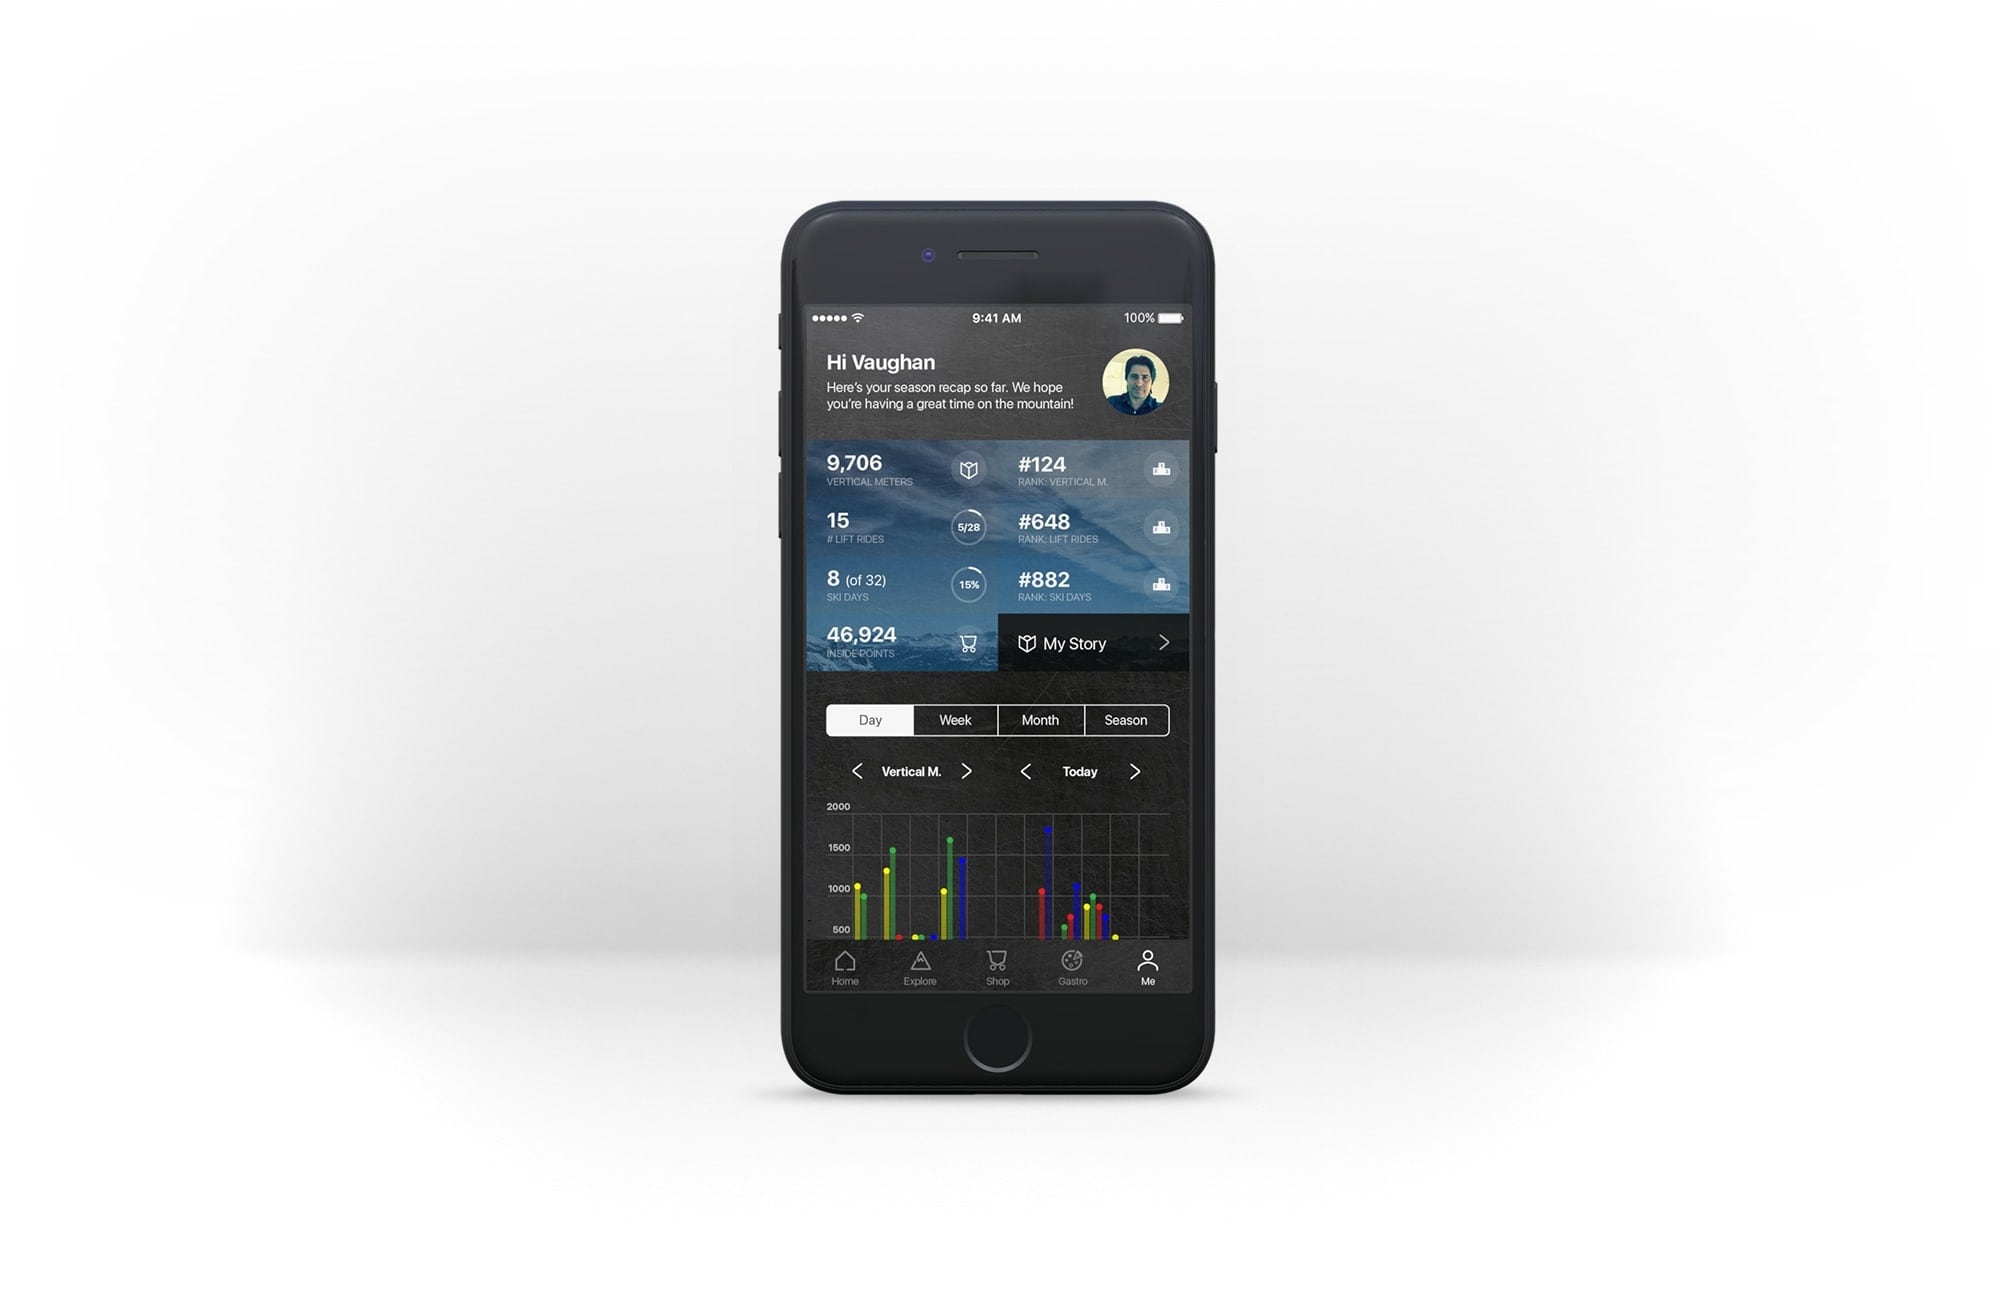 9:41 AM
100%
Hi Vaughan
Here's your season recap so far. We hope
you're having a great time on the mountain!
9,706
VERTICAL METERS
#124
RANK: VERTICAL M.
15
# LIFT RIDES
5/28
#648
RANK: LIFT RIDES
8 (of 32)
SKI DAYS
15%
#882
RANK: SKI DAYS
46,924
INSIDE POINTS
My Story
Day Week Month Season
Vertical M. Today
2000
1500
1000
500
Home Explore Shop Gastro Me